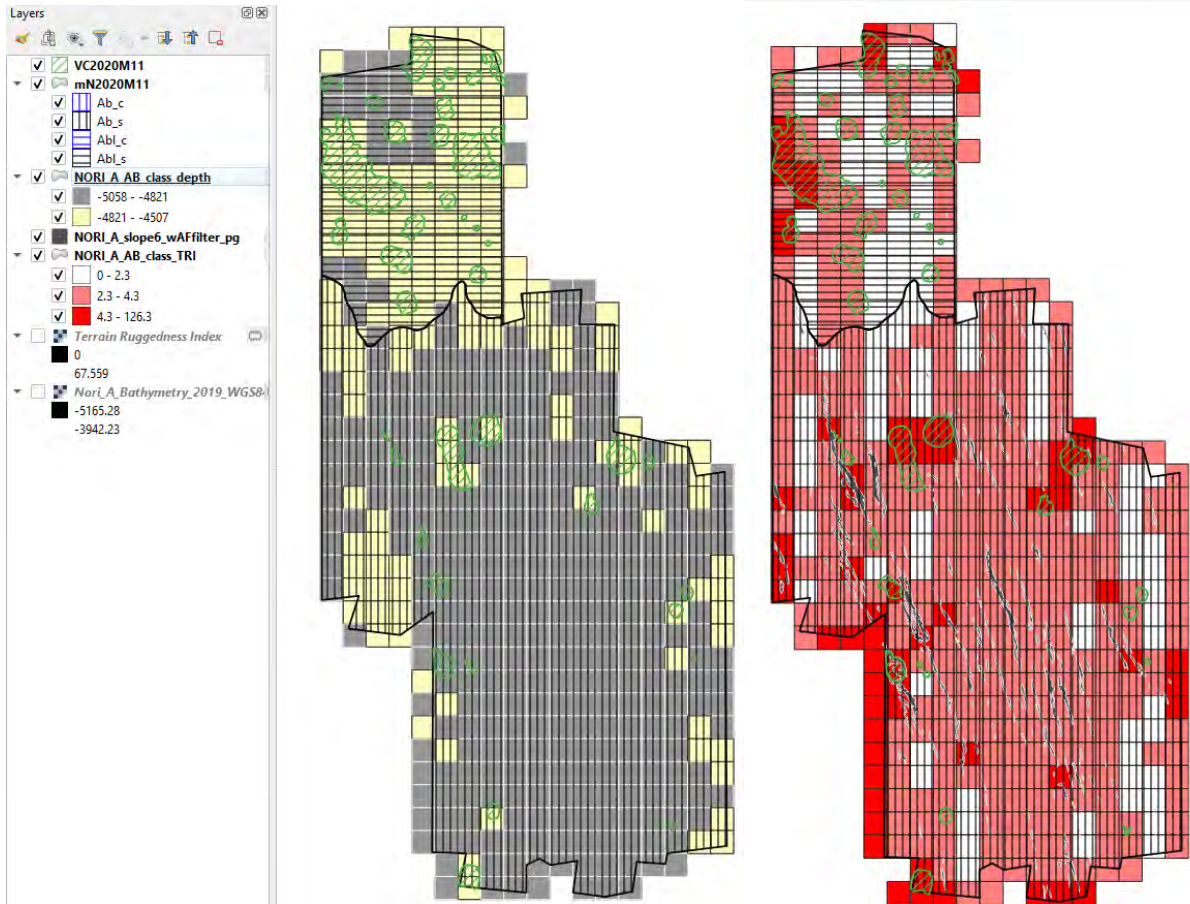 Layers
VC2020M11
mN2020M11
Ab_c
Ab_s
Abl_c
Abl_s
NORI_A_AB_class_depth
-5058 - -4821
-4821 - -4507
NORI_A_slope6_wAFfilter_pg
NORI_A_AB_class_TRI
0 - 2.3
2.3 - 4.3
4.3 - 126.3
Terrain Ruggedness Index
0
67.559
Nori_A_Bathymetry_2019_WGS84
-5165.28
-3942.23